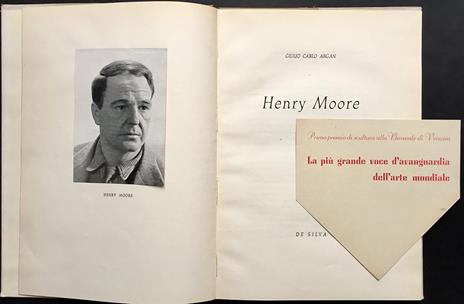 HENRY MOORE
GIULIO CARLO ARGAN
Henry Moore
DE SILVA
Primo premio di scultura alla Biennale di Venezia
La più grande voce d'avanguardia
dell'arte mondiale